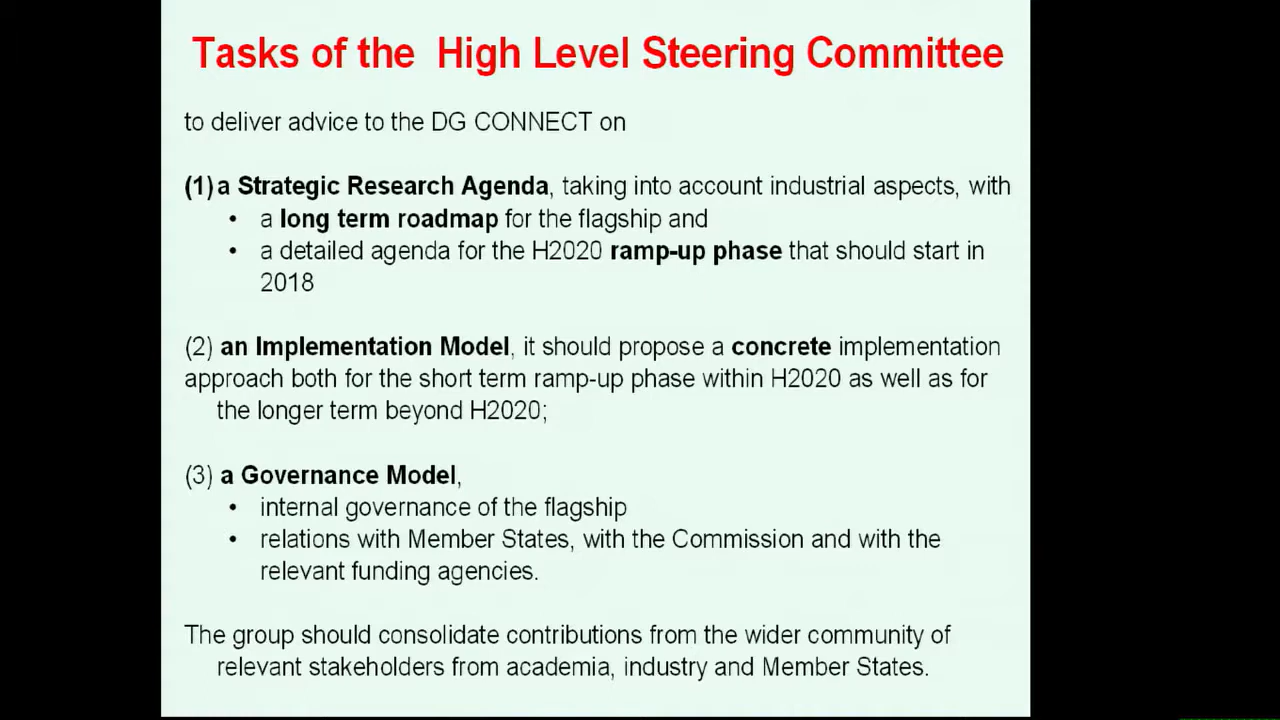 Tasks of the High Level Steering Committee
to deliver advice to the DG CONNECT on
(1) a Strategic Research Agenda, taking into account industrial aspects, with
• a long term roadmap for the flagship and
• a detailed agenda for the H2020 ramp-up phase that should start in
2018
(2) an Implementation Model, it should propose a concrete implementation
approach both for the short term ramp-up phase within H2020 as well as for
the longer term beyond H2020;
(3) a Governance Model,
• internal governance of the flagship
• relations with Member States, with the Commission and with the
relevant funding agencies.
The group should consolidate contributions from the wider community of
relevant stakeholders from academia, industry and Member States.